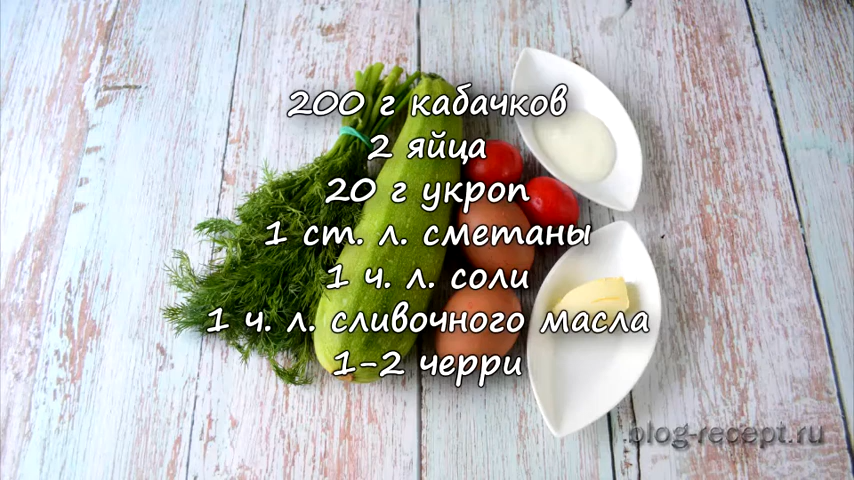 200 г кабачков
2 яйца
20 г укроп
1 ст. л. сметаны
1 ч. л. соли
1 ч. л. сливочного масла
1-2 черри
blog-recept.ru